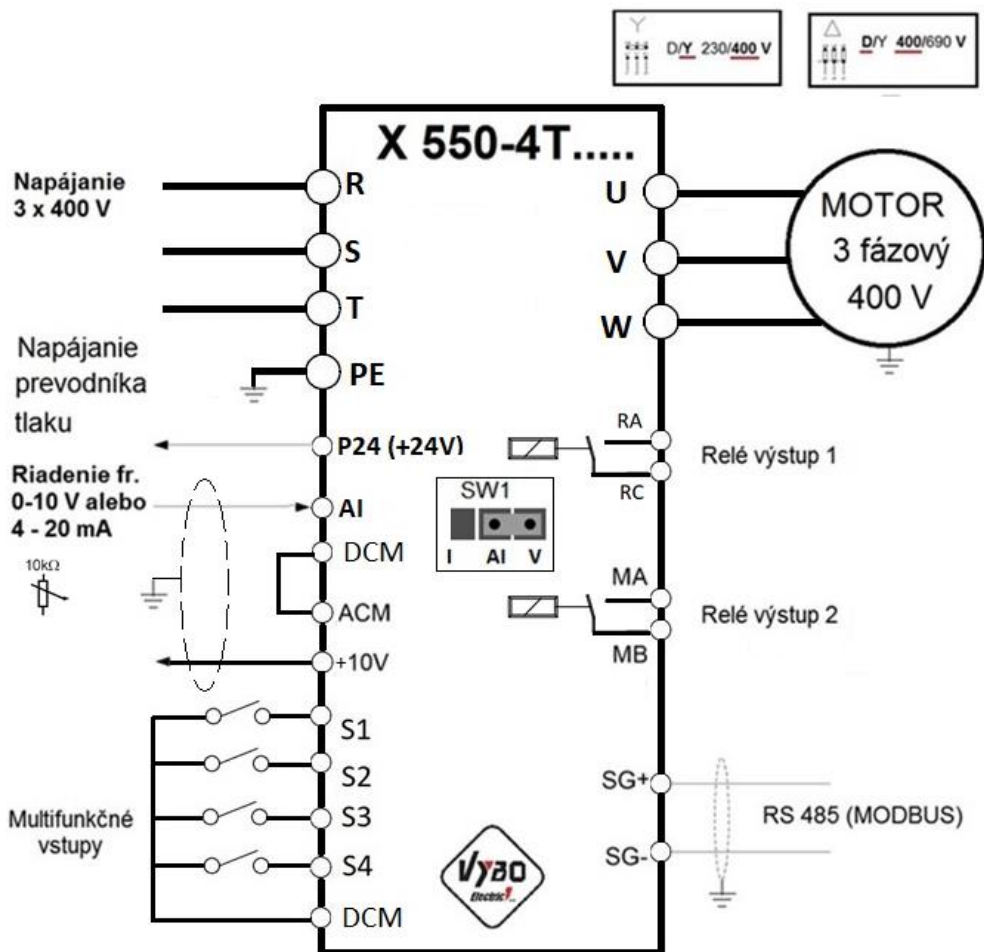 D/Y 230/400 V
D/Y 400/690 V
X 550-4T.....
Napájanie
3 x 400 V
R
S
T
PE
U
V
W
MOTOR
3 fázový
400 V
Napájanie
prevodníka
tlaku
P24 (+24V)
Riadenie fr.
0-10 V alebo
4 - 20 mA
AI
10kΩ
DCM
ACM
+10V
SW1
I AI V
RA
RC
Relé výstup 1
MA
MB
Relé výstup 2
S1
S2
S3
S4
DCM
Multifunkčné
vstupy
SG+
SG-
RS 485 (MODBUS)
VYBO
Electric